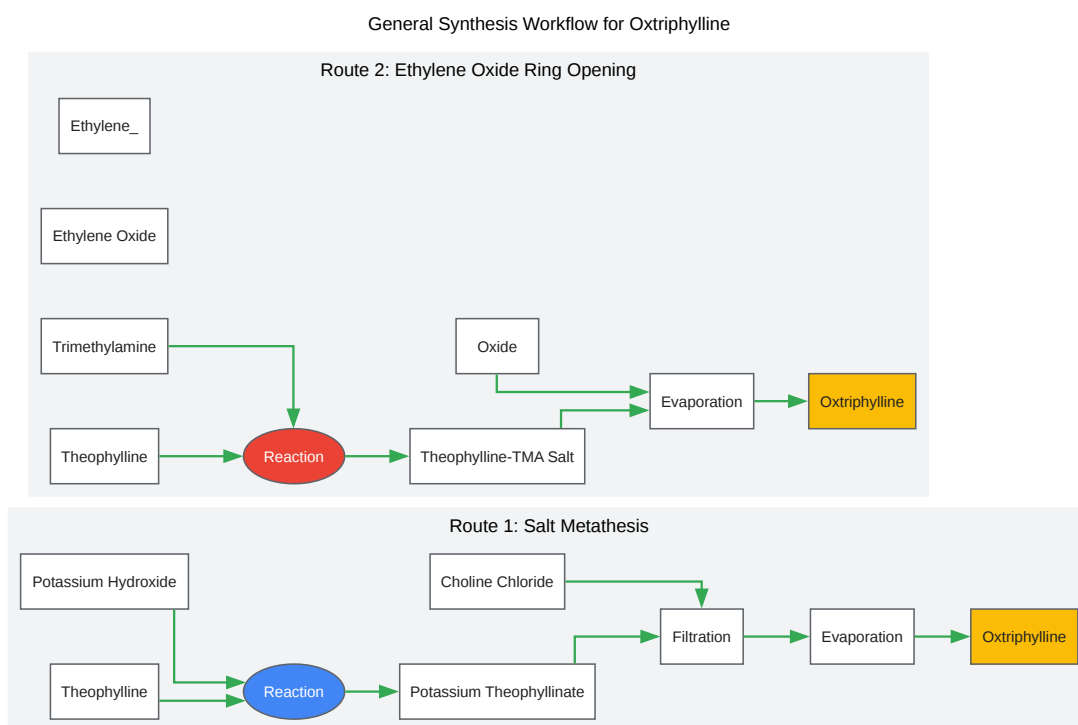 General Synthesis Workflow for Oxtriphylline
Route 2: Ethylene Oxide Ring Opening
Ethylene_
Ethylene Oxide
Trimethylamine
Oxide
Evaporation
Oxtriphylline
Theophylline
Reaction
Theophylline-TMA Salt
Route 1: Salt Metathesis
Potassium Hydroxide
Choline Chloride
Filtration
Evaporation
Oxtriphylline
Theophylline
Reaction
Potassium Theophyllinate